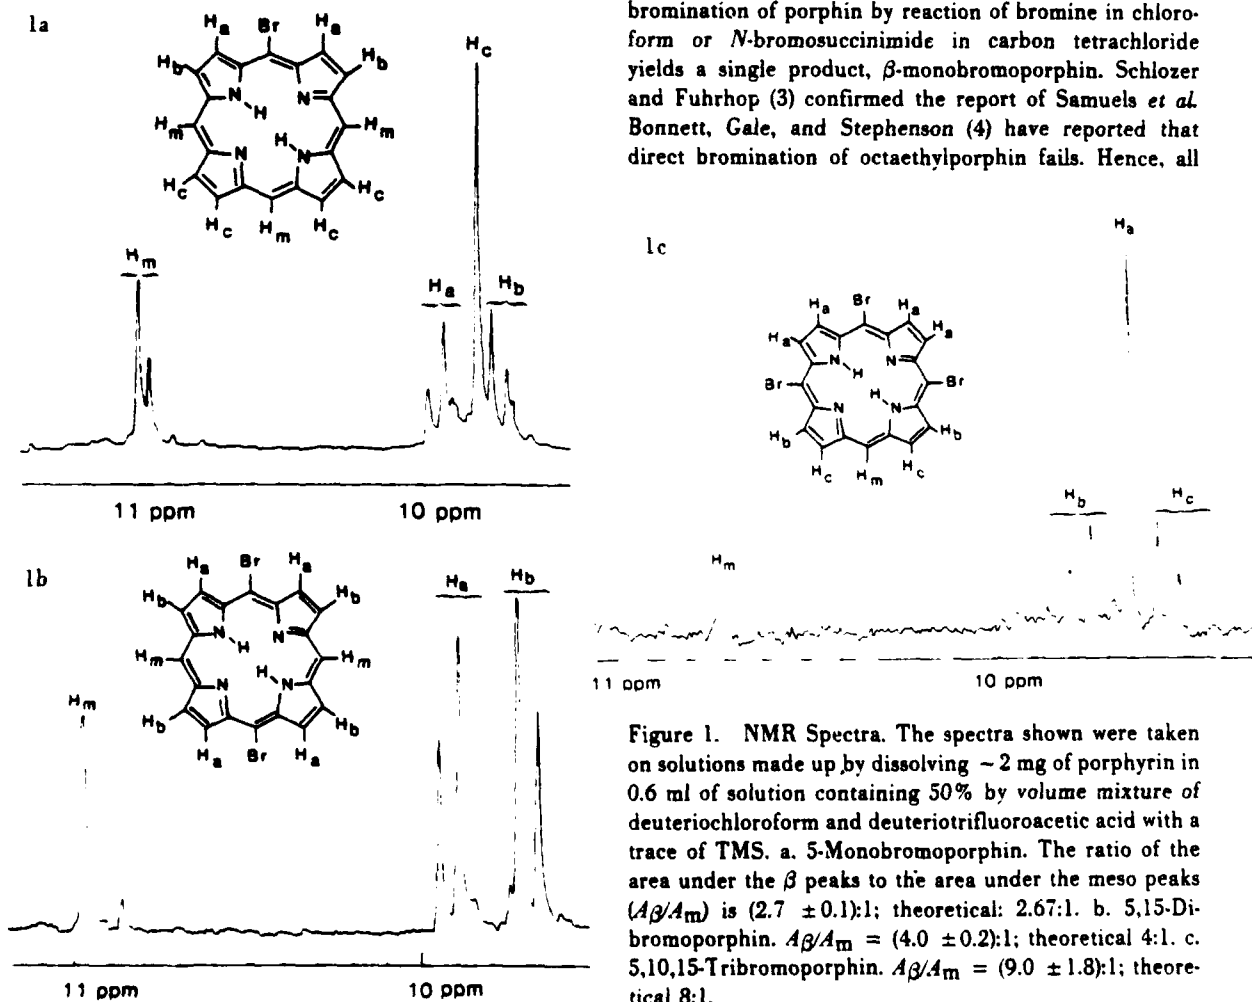 1a
Ha
Br
Ha
Hb
Hb
N
H
N
Hm
Hm
N
H
N
Hc
Hc
Hc
Hm
Hc
Hm
Ha
Hc
Hb
11 ppm
10 ppm
1b
Ha
Br
Ha
Hb
Hb
N
H
N
Hm
Hm
N
H
N
Hb
Hb
Ha
Br
Ha
Hm
Ha
Hb
11 ppm
10 ppm
bromination of porphin by reaction of bromine in chloro-
form or N-bromosuccinimide in carbon tetrachloride
yields a single product, β-monobromoporphin. Schlozer
and Fuhrhop (3) confirmed the report of Samuels et al.
Bonnett, Gale, and Stephenson (4) have reported that
direct bromination of octaethylporphin fails. Hence, all
1c
Ha
Br
Ha
Ha
Ha
N
H
N
Br
Br
N
H
N
Hb
Hb
Hc
Hm
Hc
Hm
Ha
Hb
Hc
11 ppm
10 ppm
Figure 1. NMR Spectra. The spectra shown were taken
on solutions made up by dissolving ~ 2 mg of porphyrin in
0.6 ml of solution containing 50% by volume mixture of
deuteriochloroform and deuteriotrifluoroacetic acid with a
trace of TMS. a. 5-Monobromoporphin. The ratio of the
area under the β peaks to the area under the meso peaks
(Aβ/Am) is (2.7 ±0.1):1; theoretical: 2.67:1. b. 5,15-Di-
bromoporphin. Aβ/Am = (4.0 ±0.2):1; theoretical 4:1. c.
5,10,15-Tribromoporphin. Aβ/Am = (9.0 ±1.8):1; theore-
tical 8:1.